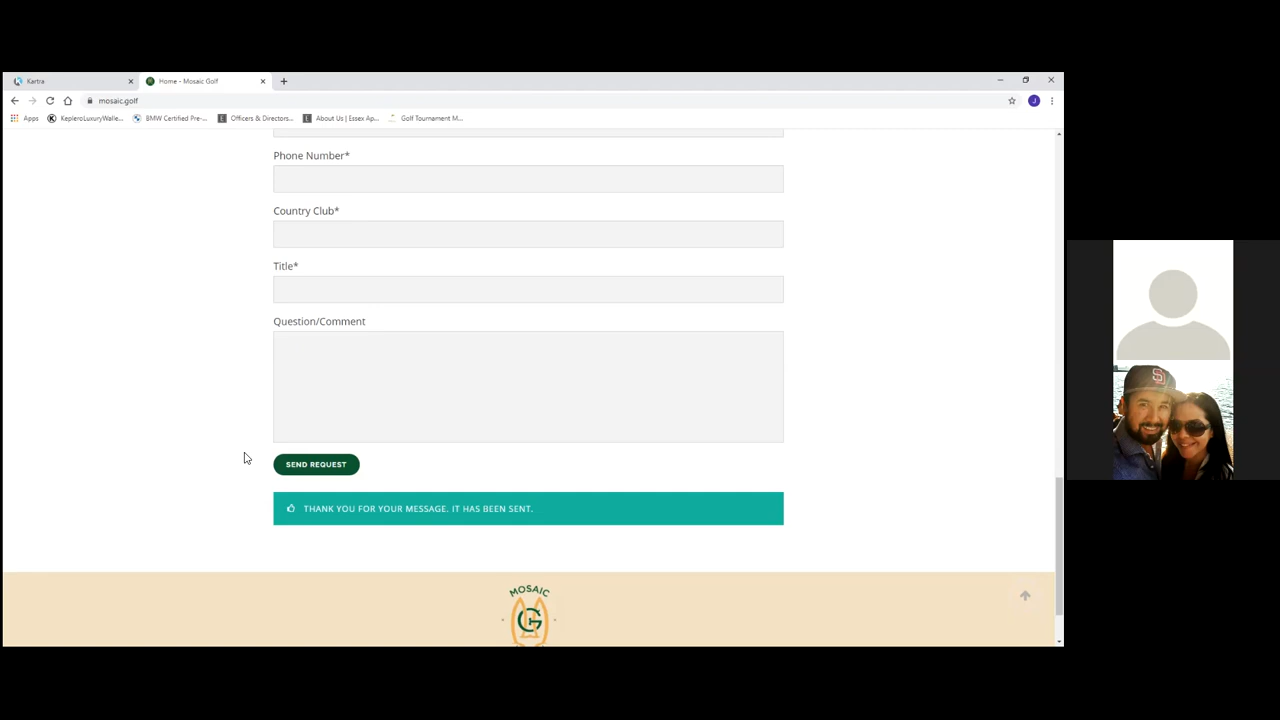 Kartra
Home - Mosaic Golf
mosaic.golf
J
Apps
KepleroLuxuryWalle...
BMW Certified Pre-...
Officers & Directors...
About Us | Essex Ap...
Golf Tournament M...
Phone Number*
Country Club*
Title*
Question/Comment
SEND REQUEST
THANK YOU FOR YOUR MESSAGE. IT HAS BEEN SENT.
MOSAIC
G